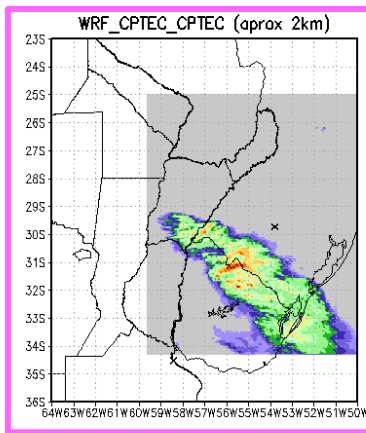 WRF_CPTEC_CPTEC (aprox 2km)
23S
24S
25S
26S
27S
28S
29S
30S
31S
32S
33S
34S
35S
36S
64W63W62W61W60W59W58W57W56W55W54W53W52W51W50W